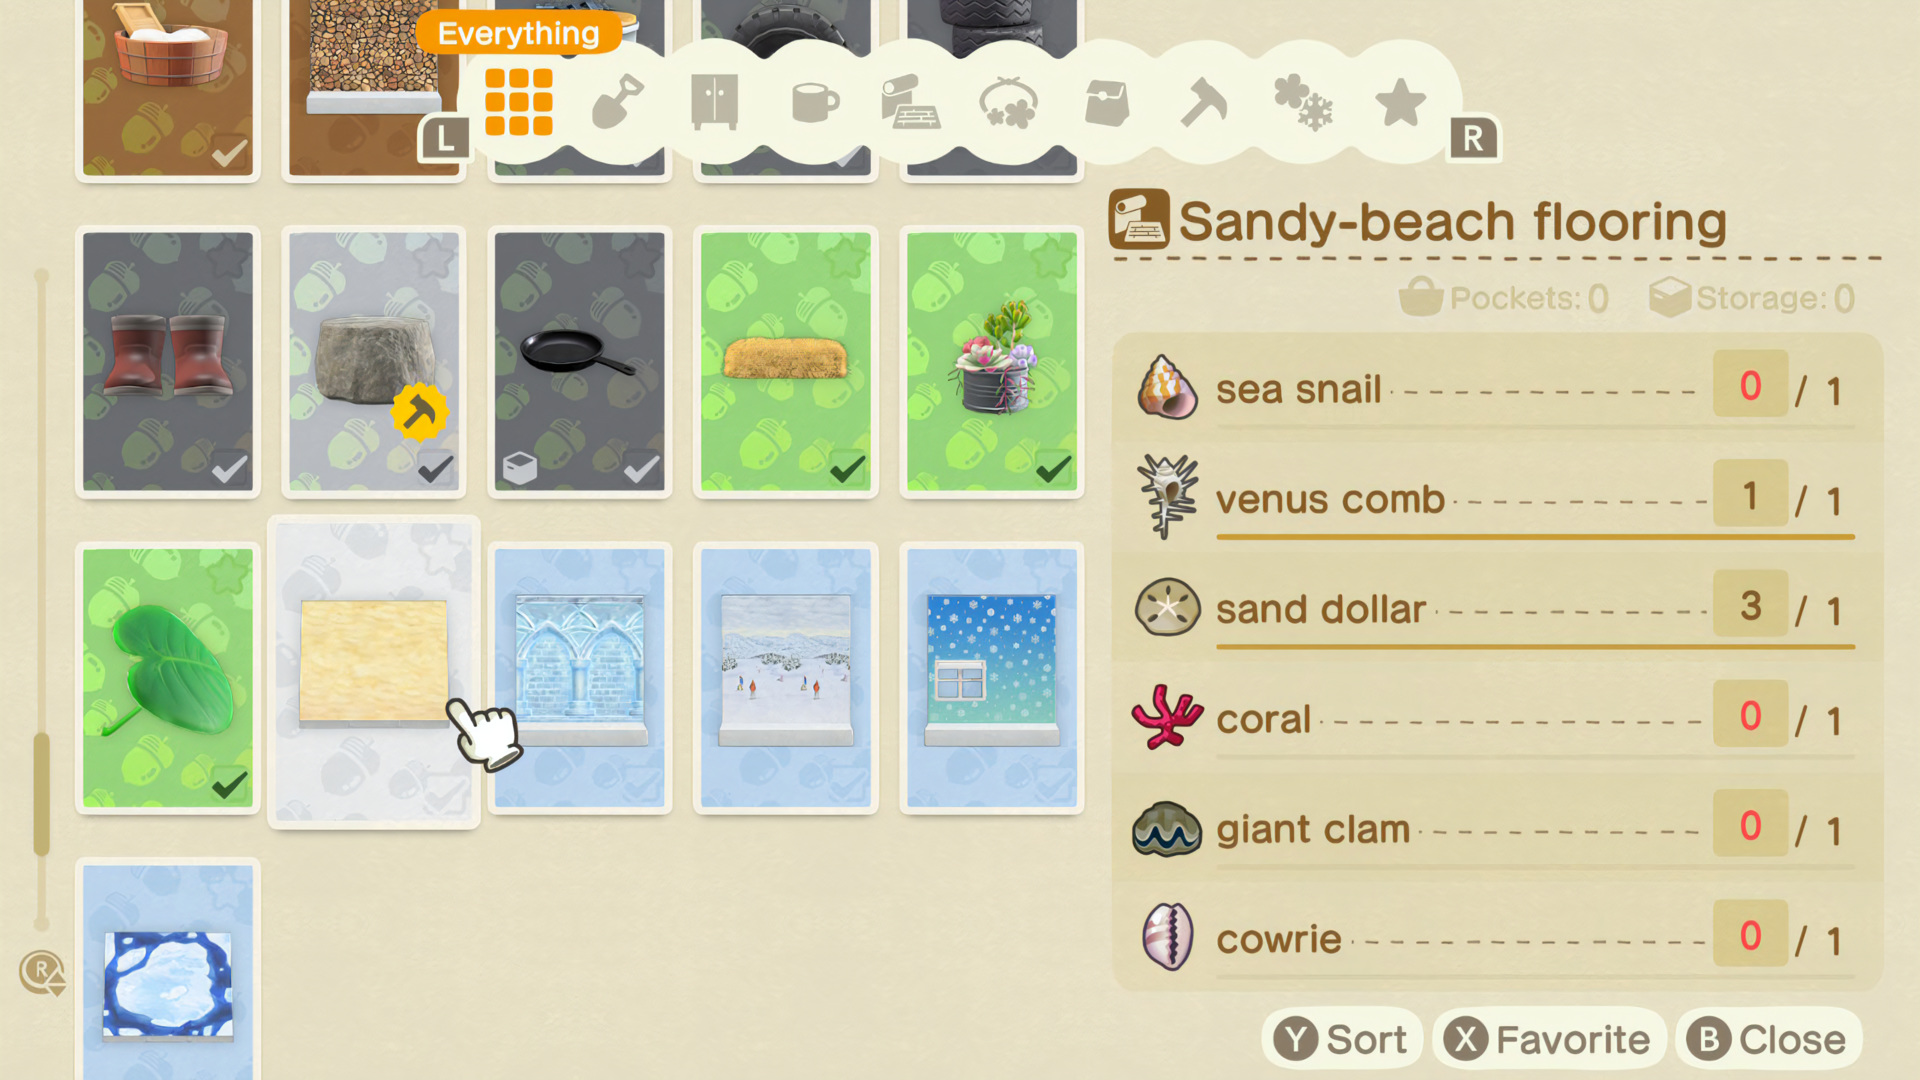 Everything
L
R
Sandy-beach flooring
Pockets: 0 Storage: 0
sea snail 0 / 1
venus comb 1 / 1
sand dollar 3 / 1
coral 0 / 1
giant clam 0 / 1
cowrie 0 / 1
R
Y Sort X Favorite B Close